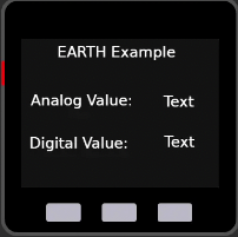 EARTH Example
Analog Value: Text
Digital Value: Text